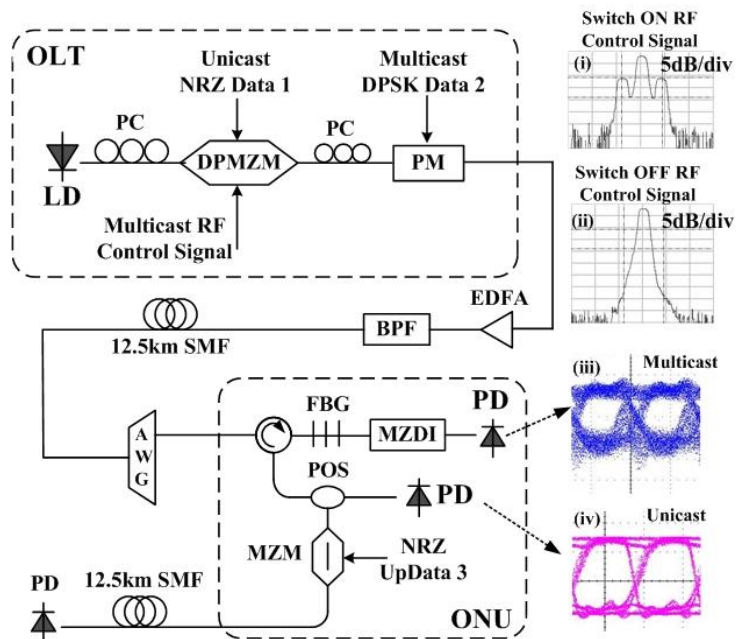 OLT
Unicast
NRZ Data 1
Multicast
DPSK Data 2
PC
PC
DPMZM
PM
LD
Multicast RF
Control Signal
Switch ON RF
Control Signal
(i)
5dB/div
Switch OFF RF
Control Signal
(ii)
5dB/div
EDFA
BPF
12.5km SMF
AWG
FBG
MZDI
PD
POS
PD
MZM
NRZ
UpData 3
ONU
PD
12.5km SMF
(iii)
Multicast
(iv)
Unicast